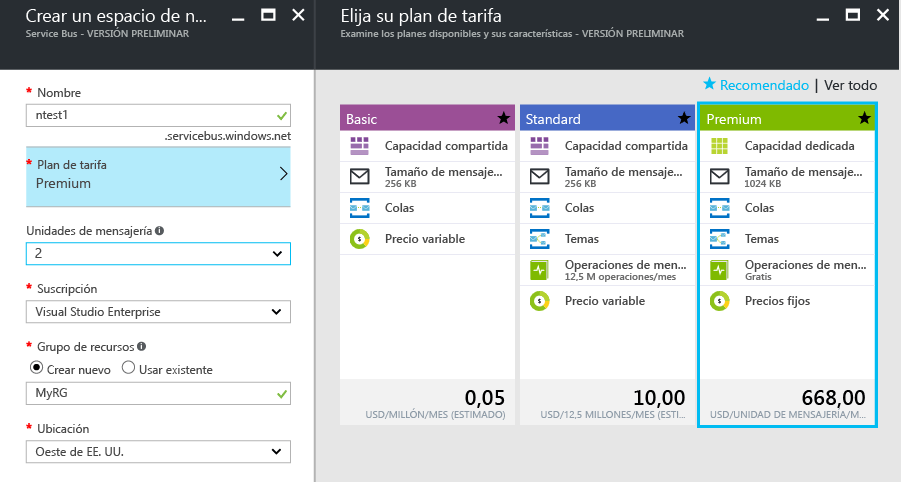 Crear un espacio de n...
Service Bus - VERSIÓN PRELIMINAR
* Nombre
ntest1
.servicebus.windows.net
* Plan de tarifa
Premium
Unidades de mensajería
2
* Suscripción
Visual Studio Enterprise
* Grupo de recursos
Crear nuevo Usar existente
MyRG
* Ubicación
Oeste de EE. UU.
Elija su plan de tarifa
Examine los planes disponibles y sus características - VERSIÓN PRELIMINAR
Recomendado | Ver todo
Basic
Capacidad compartida
Tamaño de mensaje...
256 KB
Colas
Precio variable
0,05
USD/MILLÓN/MES (ESTIMADO)
Standard
Capacidad compartida
Tamaño de mensaje...
256 KB
Colas
Temas
Operaciones de men...
12,5 M operaciones/mes
Precio variable
10,00
USD/12,5 MILLONES/MES (ESTI...
Premium
Capacidad dedicada
Tamaño de mensaje...
1024 KB
Colas
Temas
Operaciones de men...
Gratis
Precios fijos
668,00
USD/UNIDAD DE MENSAJERÍA/M...